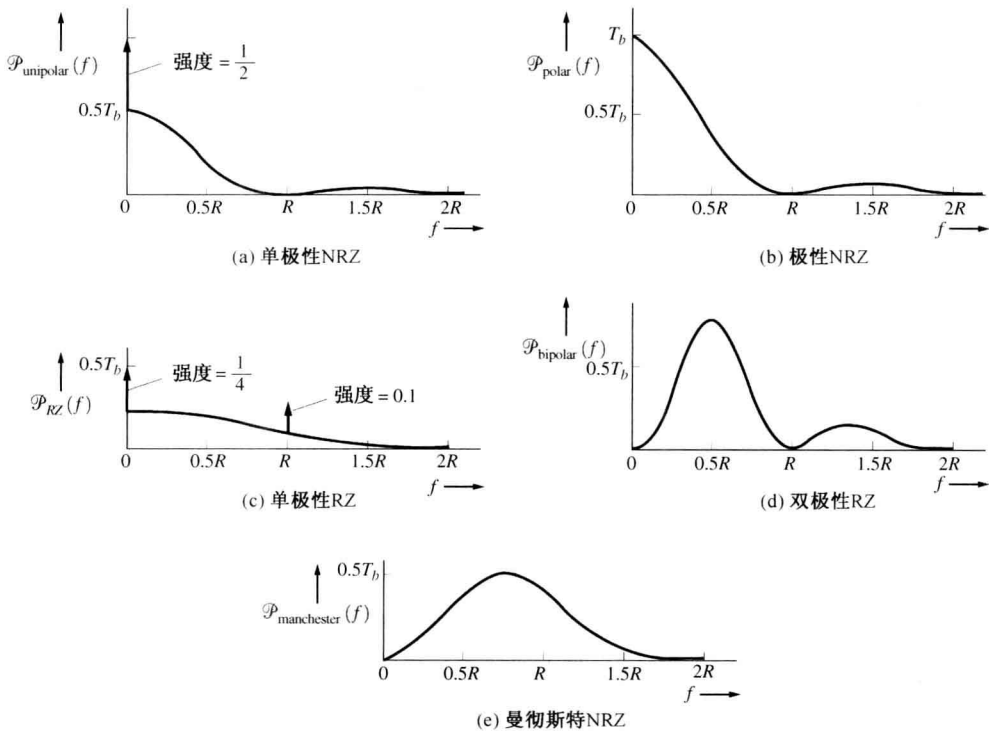 𝒫unipolar(f)
强度 = 1/2
0.5Tb
0 0.5R R 1.5R 2R
f
(a) 单极性NRZ
Tb
𝒫polar(f)
0.5Tb
0 0.5R R 1.5R 2R
f
(b) 极性NRZ
0.5Tb
强度 = 1/4
𝒫RZ(f)
强度 = 0.1
0 0.5R R 1.5R 2R
f
(c) 单极性RZ
𝒫bipolar(f)
0.5Tb
0 0.5R R 1.5R 2R
f
(d) 双极性RZ
0.5Tb
𝒫manchester(f)
0 0.5R R 1.5R 2R
f
(e) 曼彻斯特NRZ